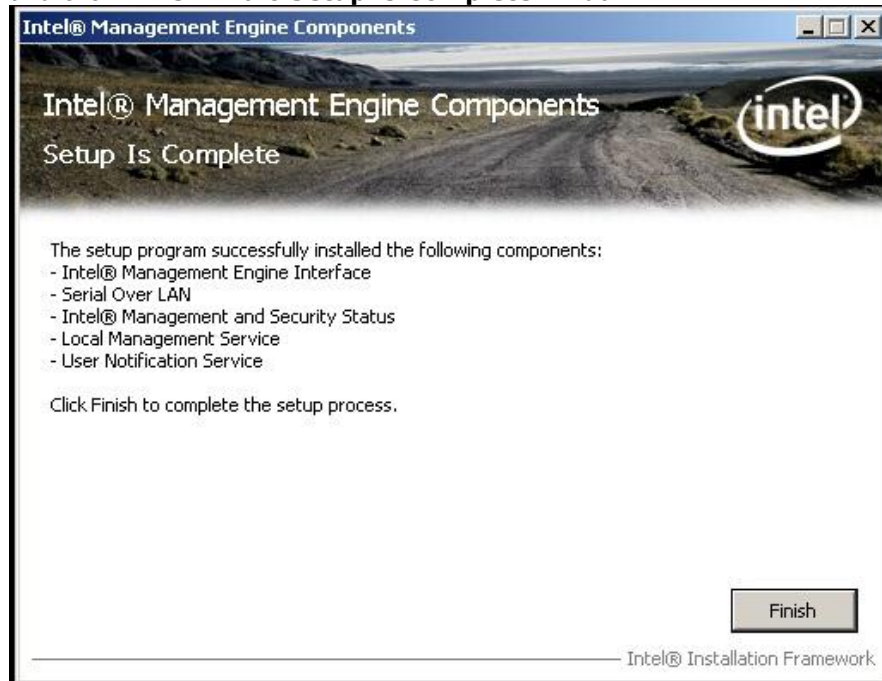 Intel® Management Engine Components
Intel® Management Engine Components
intel
Setup Is Complete
The setup program successfully installed the following components:
- Intel® Management Engine Interface
- Serial Over LAN
- Intel® Management and Security Status
- Local Management Service
- User Notification Service
Click Finish to complete the setup process.
Finish
Intel® Installation Framework